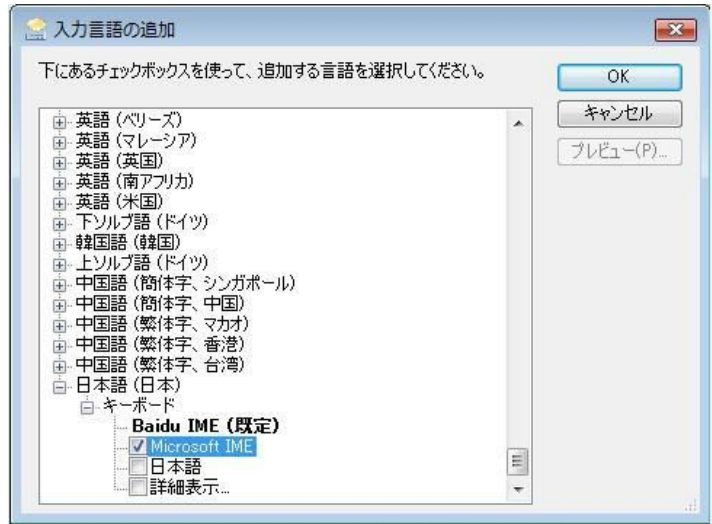 入力言語の追加
下にあるチェックボックスを使って、追加する言語を選択してください。
OK
キャンセル
プレビュー(P)...
英語 (ベリーズ)
英語 (マレーシア)
英語 (英国)
英語 (南アフリカ)
英語 (米国)
下ソルブ語 (ドイツ)
韓国語 (韓国)
上ソルブ語 (ドイツ)
中国語 (簡体字、シンガポール)
中国語 (簡体字、中国)
中国語 (繁体字、マカオ)
中国語 (繁体字、香港)
中国語 (繁体字、台湾)
日本語 (日本)
キーボード
Baidu IME (既定)
Microsoft IME
日本語
詳細表示...